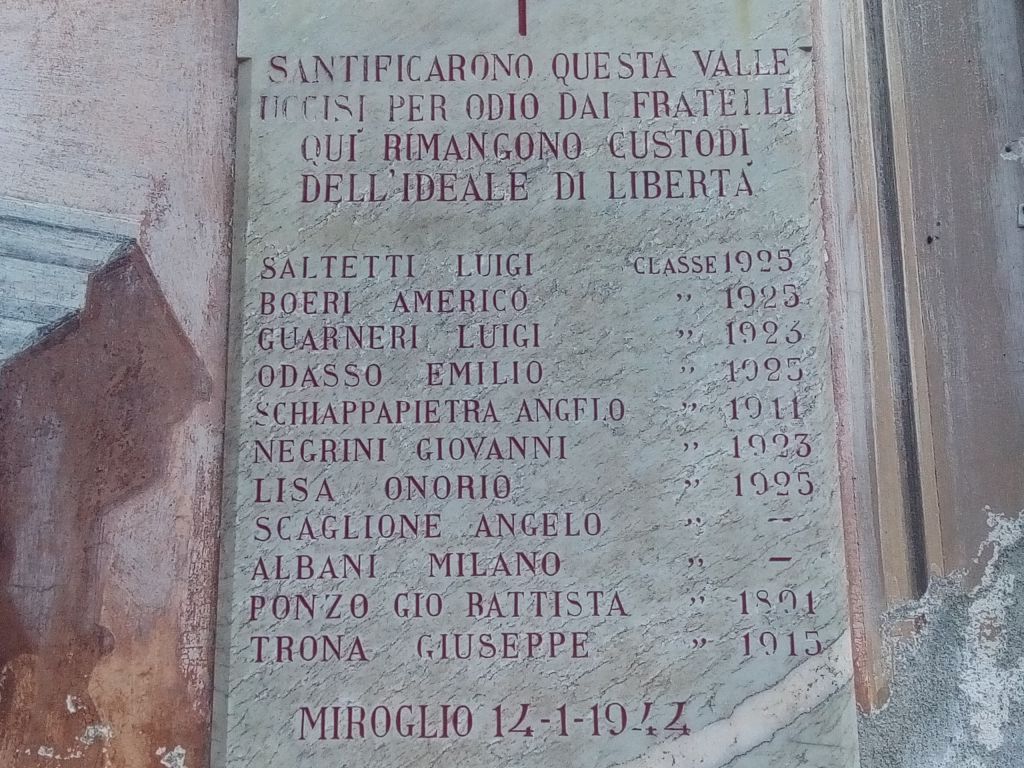 SANTIFICARONO QUESTA VALLE
UCCISI PER ODIO DAI FRATELLI
QUI RIMANGONO CUSTODI
DELL'IDEALE DI LIBERTÀ
SALTETTI LUIGI CLASSE 1925
BOERI AMERICO ,, 1925
GUARNERI LUIGI ,, 1923
ODASSO EMILIO ,, 1925
SCHIAPPAPIETRA ANGELO ,, 1911
NEGRINI GIOVANNI ,, 1923
LISA ONORIO ,, 1925
SCAGLIONE ANGELO ,, –
ALBANI MILANO ,, –
PONZO GIO BATTISTA ,, 1891
TRONA GIUSEPPE ,, 1915
MIROGLIO 14-1-1944